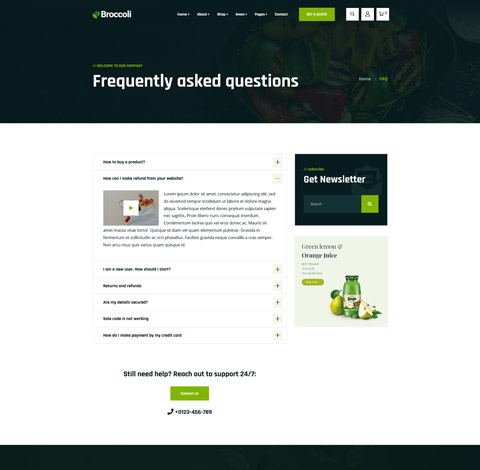 Broccoli
Home About Shop News Pages Contact
GET A QUOTE
// WELCOME TO OUR COMPANY
Frequently asked questions
Home FAQ
How to buy a product?
How can i make refund from your website?
Lorem ipsum dolor sit amet, consectetur adipiscing elit, sed
do eiusmod tempor incididunt ut labore et dolore magna
aliqua. Scelerisque eleifend donec pretium vulputate sapien
nec sagittis. Proin libero nunc consequat interdum.
Condimentum lacinia quis vel eros donec ac. Mauris sit
amet massa vitae tortor. Quisque id diam vel quam elementum pulvinar. Gravida in
fermentum et sollicitudin ac orci phasellus. Facilisis gravida neque convallis a cras semper.
Non arcu risus quis varius quam quisque id.
I am a new user. How should I start?
Returns and refunds
Are my details secured?
Sale code is not working
How do I make payment by my credit card
Still need help? Reach out to support 24/7:
Contact Us
+0123-456-789
// subscribe
Get Newsletter
Search
Green lemon &
Orange Juice